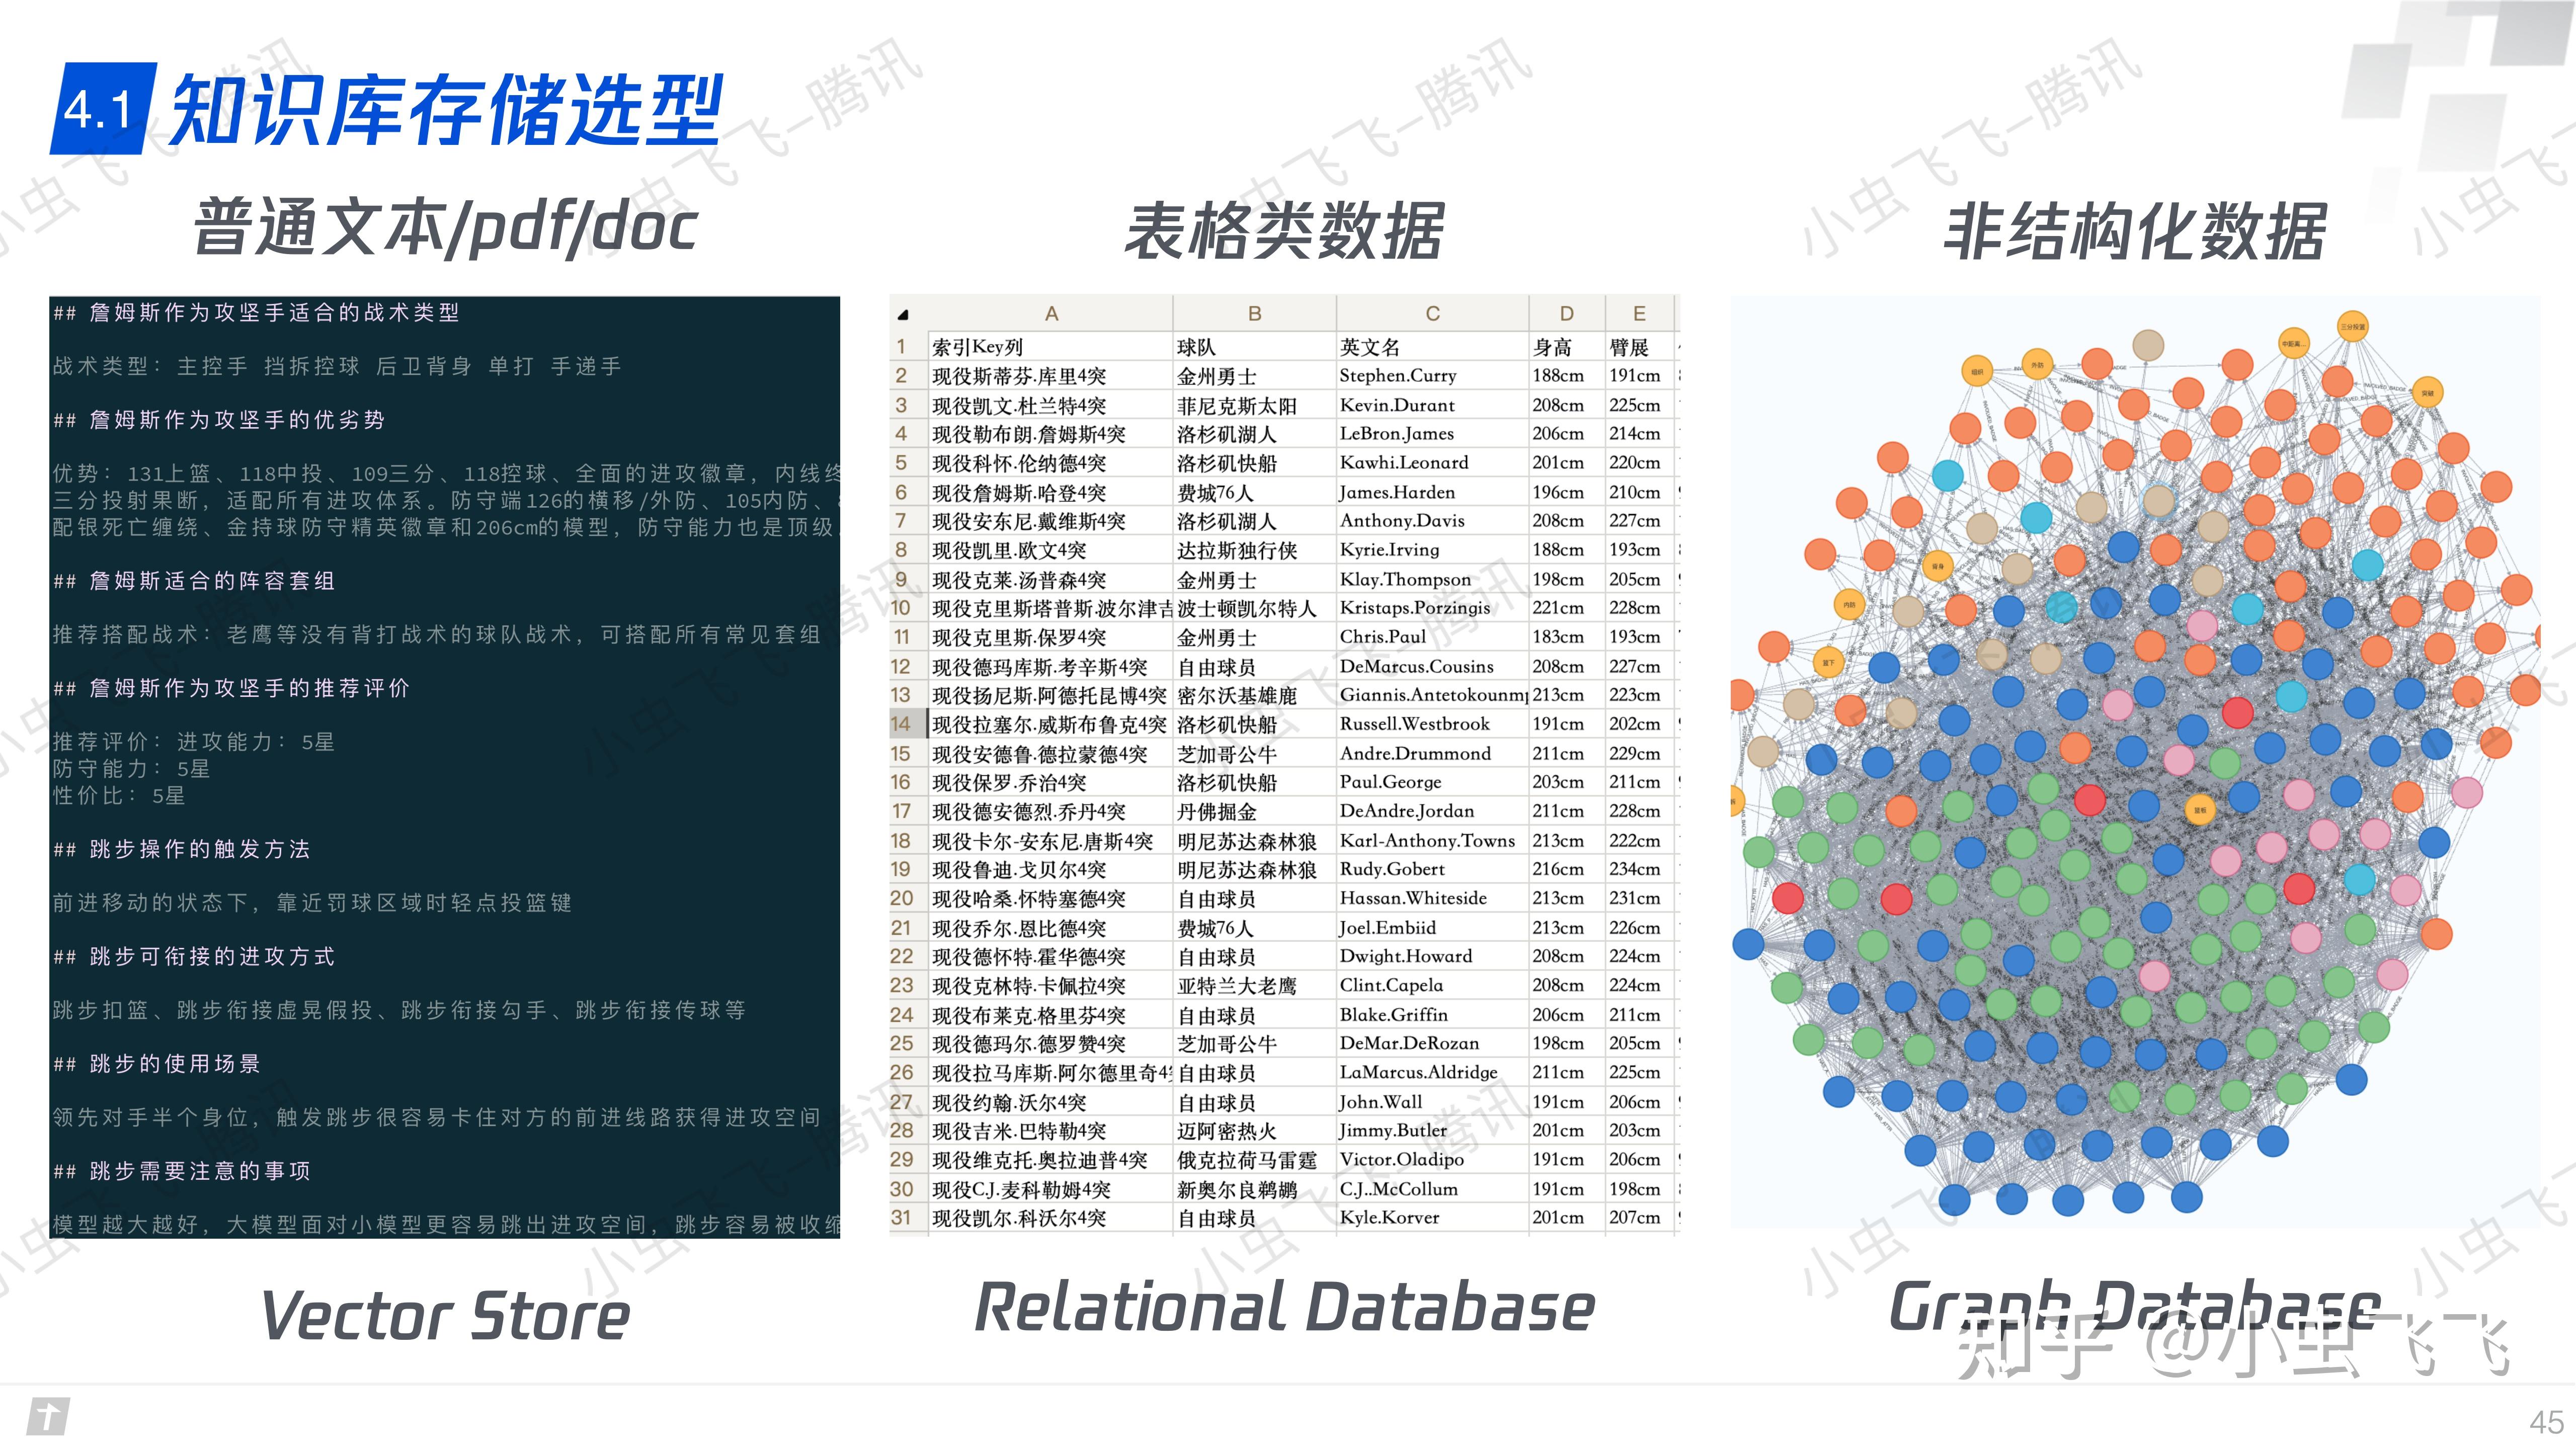 4.1 知识库存储选型
普通文本/pdf/doc
## 詹姆斯作为攻坚手适合的战术类型
战术类型：主控手 挡拆控球 后卫背身 单打 手递手
## 詹姆斯作为攻坚手的优劣势
优势：131上篮、118中投、109三分、118控球、全面的进攻徽章，内线终
三分投射果断，适配所有进攻体系。防守端126的横移/外防、105内防、
配银死亡缠绕、金持球防守精英徽章和206cm的模型，防守能力也是顶级
## 詹姆斯适合的阵容套组
推荐搭配战术：老鹰等没有背打战术的球队战术，可搭配所有常见套组
## 詹姆斯作为攻坚手的推荐评价
推荐评价：进攻能力：5星
防守能力：5星
性价比：5星
## 跳步操作的触发方法
前进移动的状态下，靠近罚球区域时轻点投篮键
## 跳步可衔接的进攻方式
跳步扣篮、跳步衔接虚晃假投、跳步衔接勾手、跳步衔接传球等
## 跳步的使用场景
领先对手半个身位，触发跳步很容易卡住对方的前进线路获得进攻空间
## 跳步需要注意的事项
模型越大越好，大模型面对小模型更容易跳出进攻空间，跳步容易被收缩
Vector Store
表格类数据
A B C D E
1 索引Key列 球队 英文名 身高 臂展
2 现役斯蒂芬.库里4突 金州勇士 Stephen.Curry 188cm 191cm
3 现役凯文.杜兰特4突 菲尼克斯太阳 Kevin.Durant 208cm 225cm
4 现役勒布朗.詹姆斯4突 洛杉矶湖人 LeBron.James 206cm 214cm
5 现役科怀.伦纳德4突 洛杉矶快船 Kawhi.Leonard 201cm 220cm
6 现役詹姆斯.哈登4突 费城76人 James.Harden 196cm 210cm
7 现役安东尼.戴维斯4突 洛杉矶湖人 Anthony.Davis 208cm 227cm
8 现役凯里.欧文4突 达拉斯独行侠 Kyrie.Irving 188cm 193cm
9 现役克莱.汤普森4突 金州勇士 Klay.Thompson 198cm 205cm
10 现役克里斯塔普斯.波尔津吉 波士顿凯尔特人 Kristaps.Porzingis 221cm 228cm
11 现役克里斯.保罗4突 金州勇士 Chris.Paul 183cm 193cm
12 现役德玛库斯.考辛斯4突 自由球员 DeMarcus.Cousins 208cm 227cm
13 现役扬尼斯.阿德托昆博4突 密尔沃基雄鹿 Giannis.Antetokounmp 213cm 223cm
14 现役拉塞尔.威斯布鲁克4突 洛杉矶快船 Russell.Westbrook 191cm 202cm
15 现役安德鲁.德拉蒙德4突 芝加哥公牛 Andre.Drummond 211cm 229cm
16 现役保罗.乔治4突 洛杉矶快船 Paul.George 203cm 211cm
17 现役德安德烈.乔丹4突 丹佛掘金 DeAndre.Jordan 211cm 228cm
18 现役卡尔-安东尼.唐斯4突 明尼苏达森林狼 Karl-Anthony.Towns 213cm 222cm
19 现役鲁迪.戈贝尔4突 明尼苏达森林狼 Rudy.Gobert 216cm 234cm
20 现役哈桑.怀特塞德4突 自由球员 Hassan.Whiteside 213cm 231cm
21 现役乔尔.恩比德4突 费城76人 Joel.Embiid 213cm 226cm
22 现役德怀特.霍华德4突 自由球员 Dwight.Howard 208cm 224cm
23 现役克林特.卡佩拉4突 亚特兰大老鹰 Clint.Capela 208cm 224cm
24 现役布莱克.格里芬4突 自由球员 Blake.Griffin 206cm 211cm
25 现役德玛尔.德罗赞4突 芝加哥公牛 DeMar.DeRozan 198cm 205cm
26 现役拉马库斯.阿尔德里奇4 自由球员 LaMarcus.Aldridge 211cm 225cm
27 现役约翰.沃尔4突 自由球员 John.Wall 191cm 206cm
28 现役吉米.巴特勒4突 迈阿密热火 Jimmy.Butler 201cm 203cm
29 现役维克托.奥拉迪普4突 俄克拉荷马雷霆 Victor.Oladipo 191cm 206cm
30 现役C.J.麦科勒姆4突 新奥尔良鹈鹕 C.J..McCollum 191cm 198cm
31 现役凯尔.科沃尔4突 自由球员 Kyle.Korver 201cm 207cm
Relational Database
非结构化数据
三分投篮
组织
外防
突破
背身
内防
篮下
篮板
Graph Database
知乎 @小虫飞飞
小虫飞飞-腾讯
45